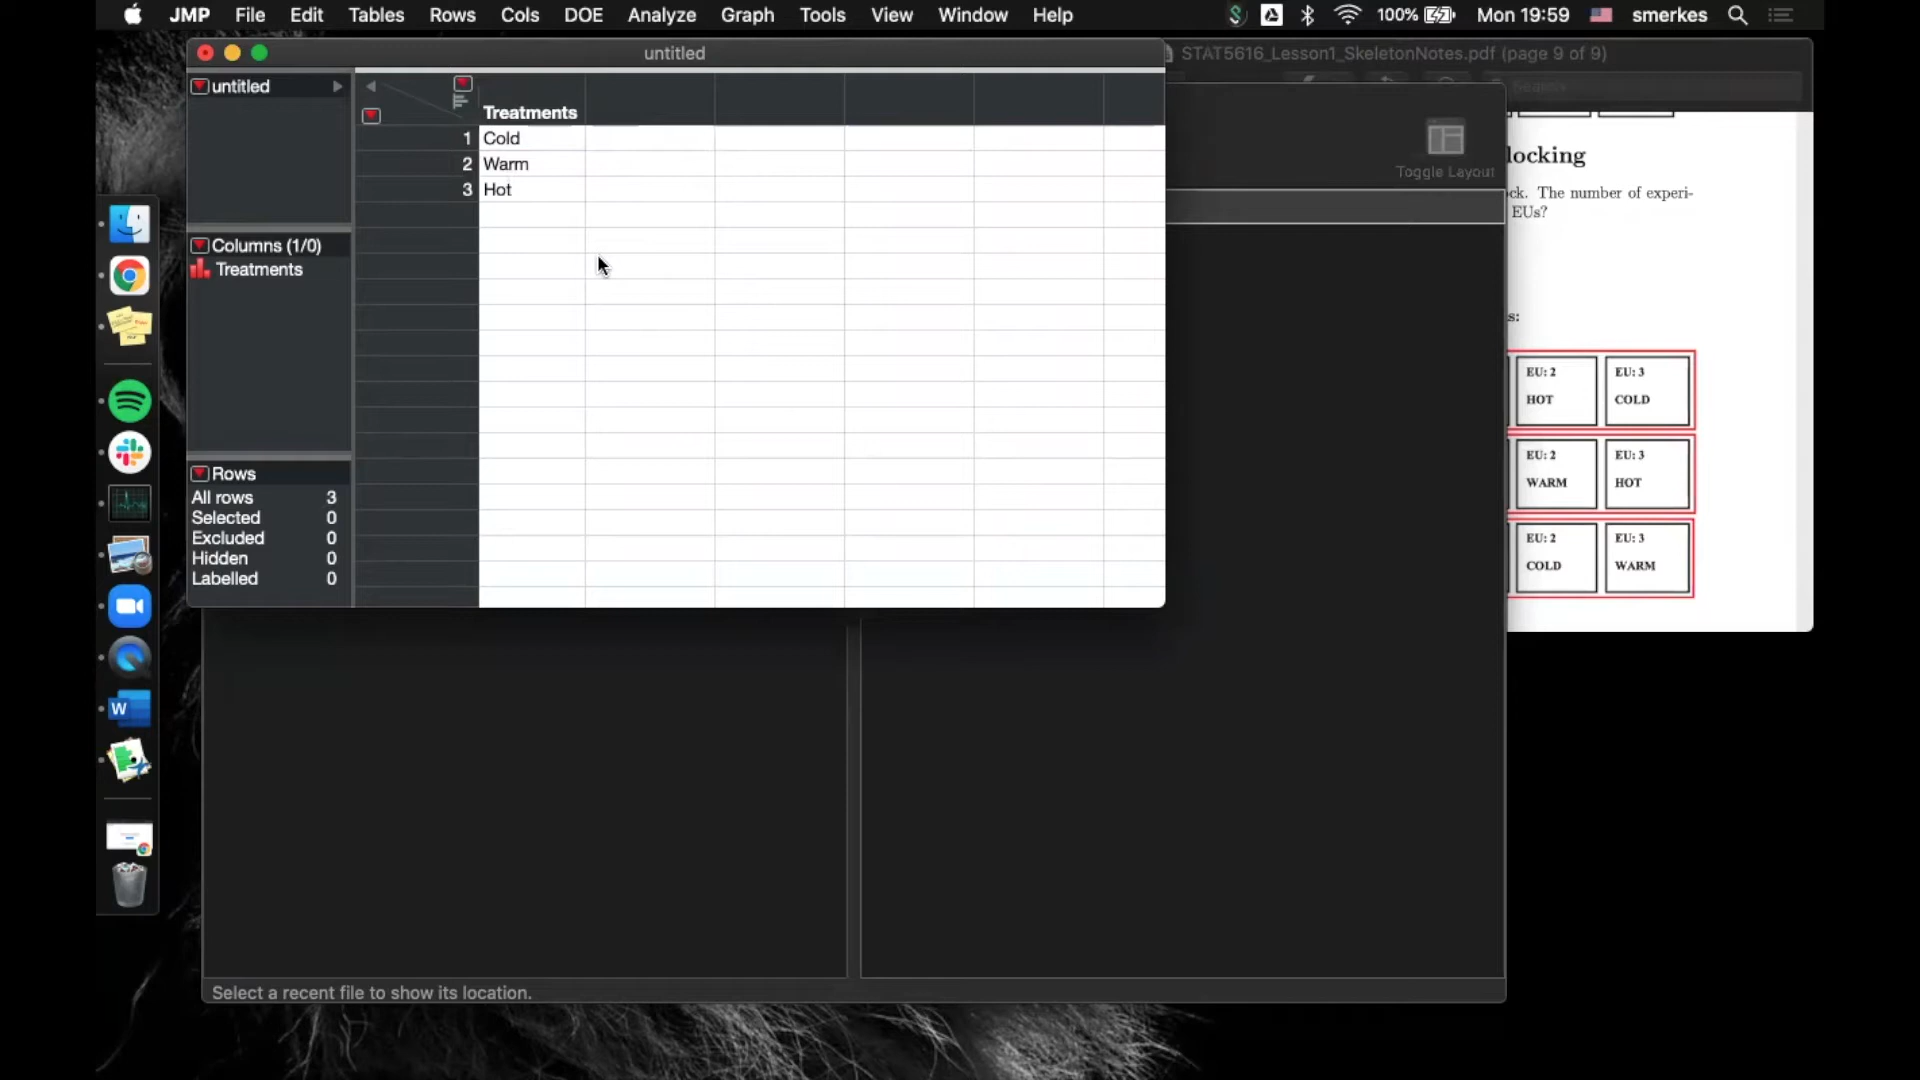 JMP File Edit Tables Rows Cols DOE Analyze Graph Tools View Window Help 100% Mon 19:59 smerkes
untitled
STAT5616_Lesson1_SkeletonNotes.pdf (page 9 of 9)
Search
untitled
Treatments
1 Cold
2 Warm
3 Hot
Columns (1/0)
Treatments
Rows
All rows 3
Selected 0
Excluded 0
Hidden 0
Labelled 0
Toggle Layout
locking
ck. The number of experi-
EUs?
s:
EU: 2 EU: 3
HOT COLD
EU: 2 EU: 3
WARM HOT
EU: 2 EU: 3
COLD WARM
W
Select a recent file to show its location.